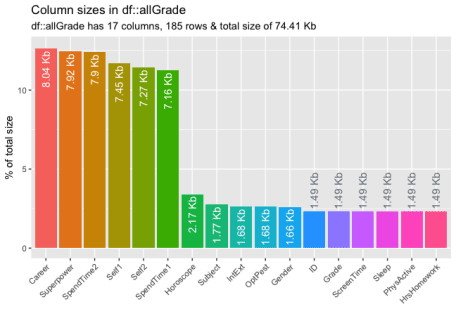 Column sizes in df::allGrade
df::allGrade has 17 columns, 185 rows & total size of 74.41 Kb
% of total size
10
5
0
8.04 Kb
7.92 Kb
7.9 Kb
7.45 Kb
7.27 Kb
7.16 Kb
2.17 Kb
1.77 Kb
1.68 Kb
1.68 Kb
1.66 Kb
1.49 Kb
1.49 Kb
1.49 Kb
1.49 Kb
1.49 Kb
1.49 Kb
Career
Superpower
SpendTime2
Self1
Self2
SpendTime1
Horoscope
Subject
IntExt
OptPest
Gender
ID
Grade
ScreenTime
Sleep
PhysActive
HrsHomework